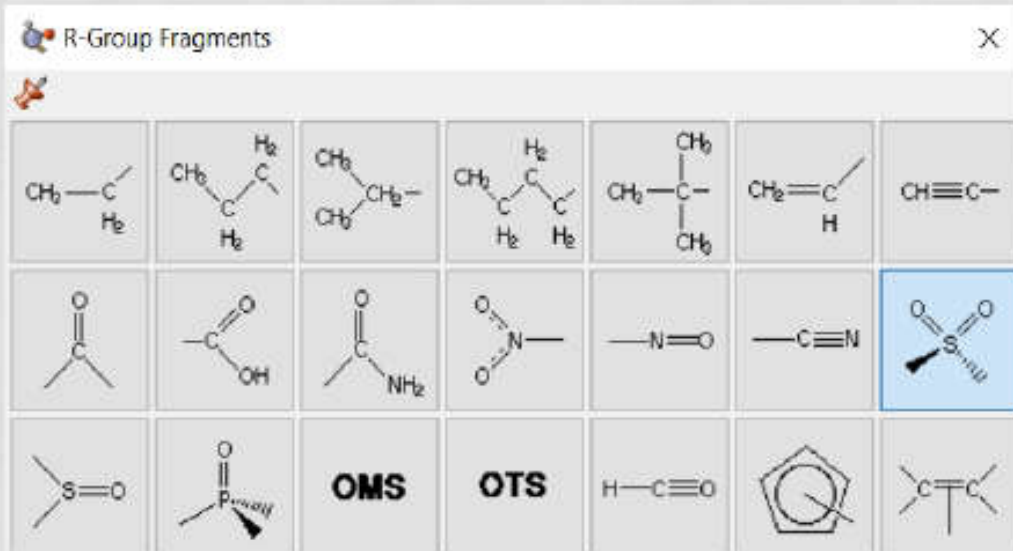 R-Group Fragments
CH₃ C H₂
CH₃ C H₂ C H₂
CH₃ CH₃ CH₂
CH₃ C H₂ H₂ C C H₂
CH₃ CH₃ C CH₃
CH₂ C H
CH C
O C
C O OH
O C NH₂
O N O
N O
C N
O O S
S O
O P
OMS
OTS
H C O
C C